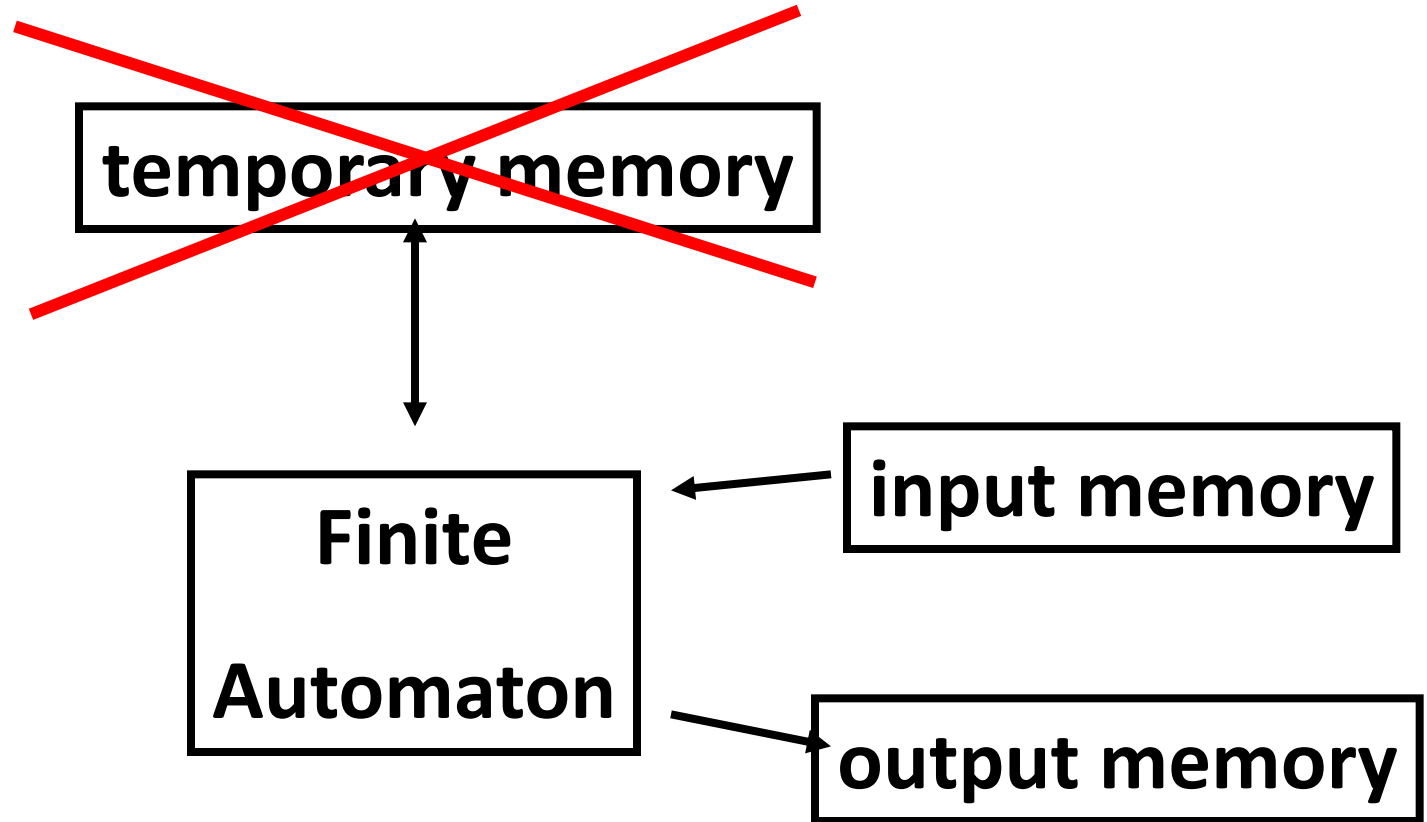 temporary memory
input memory
Finite
Automaton
output memory